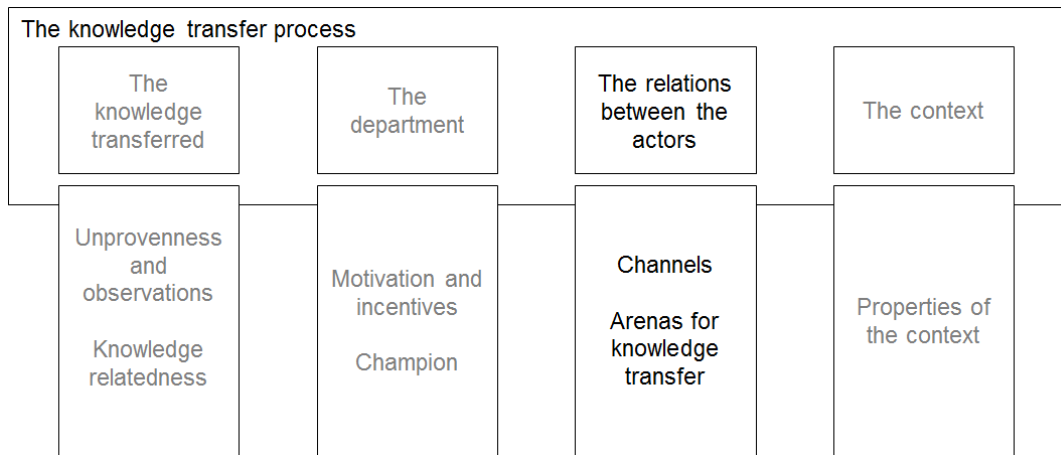 The knowledge transfer process
The
knowledge
transferred
The
department
The relations
between the
actors
The context
Unprovenness
and
observations
Knowledge
relatedness
Motivation and
incentives
Champion
Channels
Arenas for
knowledge
transfer
Properties of
the context